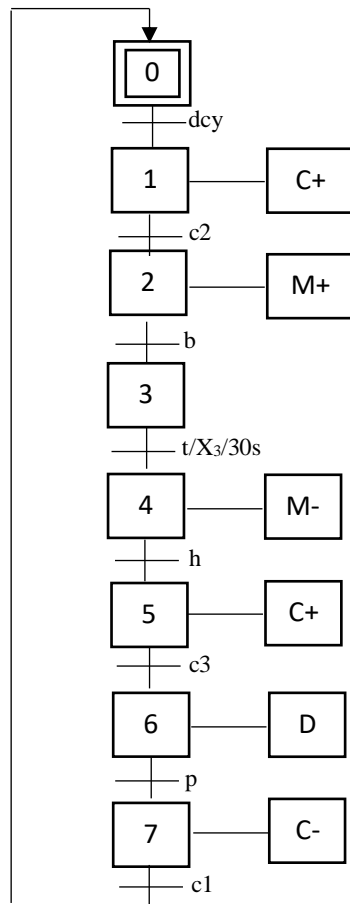 0
dcy
1 C+
c2
2 M+
b
3
t/X₃/30s
4 M-
h
5 C+
c3
6 D
p
7 C-
c1